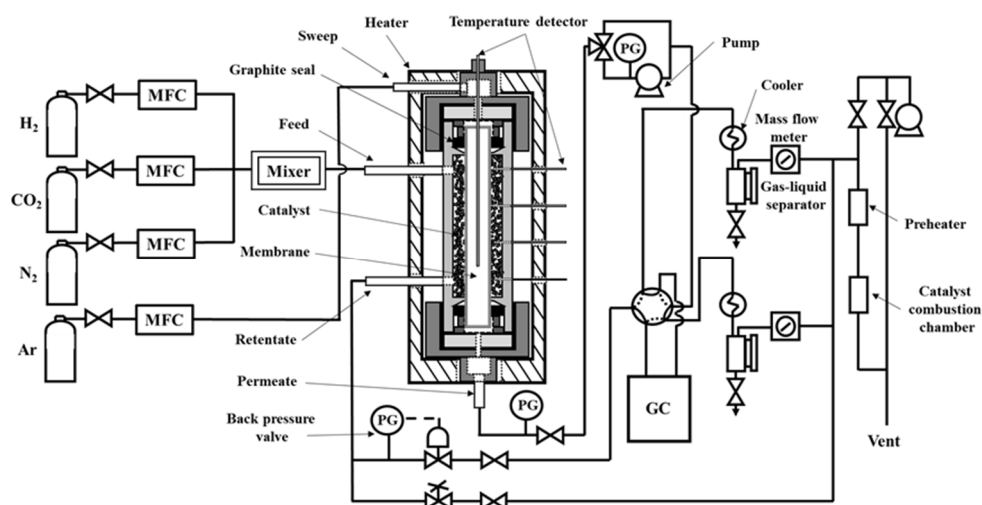 Heater
Temperature detector
Sweep
PG
Pump
Graphite seal
Cooler
H2
MFC
Feed
Mass flow
meter
CO2
MFC
Mixer
Gas-liquid
separator
Catalyst
Preheater
N2
MFC
Membrane
Catalyst
combustion
chamber
Ar
MFC
Retentate
Permeate
PG
GC
Back pressure
valve
PG
Vent